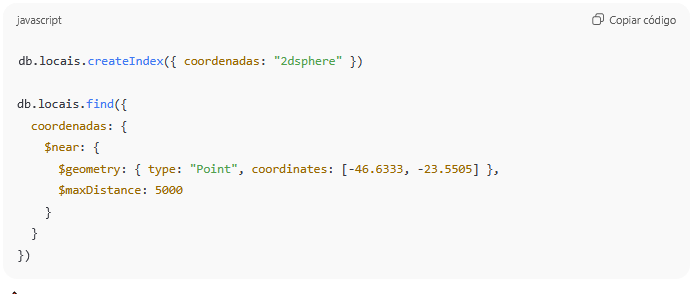 javascript
Copiar código
db.locais.createIndex({ coordenadas: "2dsphere" })
db.locais.find({
  coordenadas: {
    $near: {
      $geometry: { type: "Point", coordinates: [-46.6333, -23.5505] },
      $maxDistance: 5000
    }
  }
})